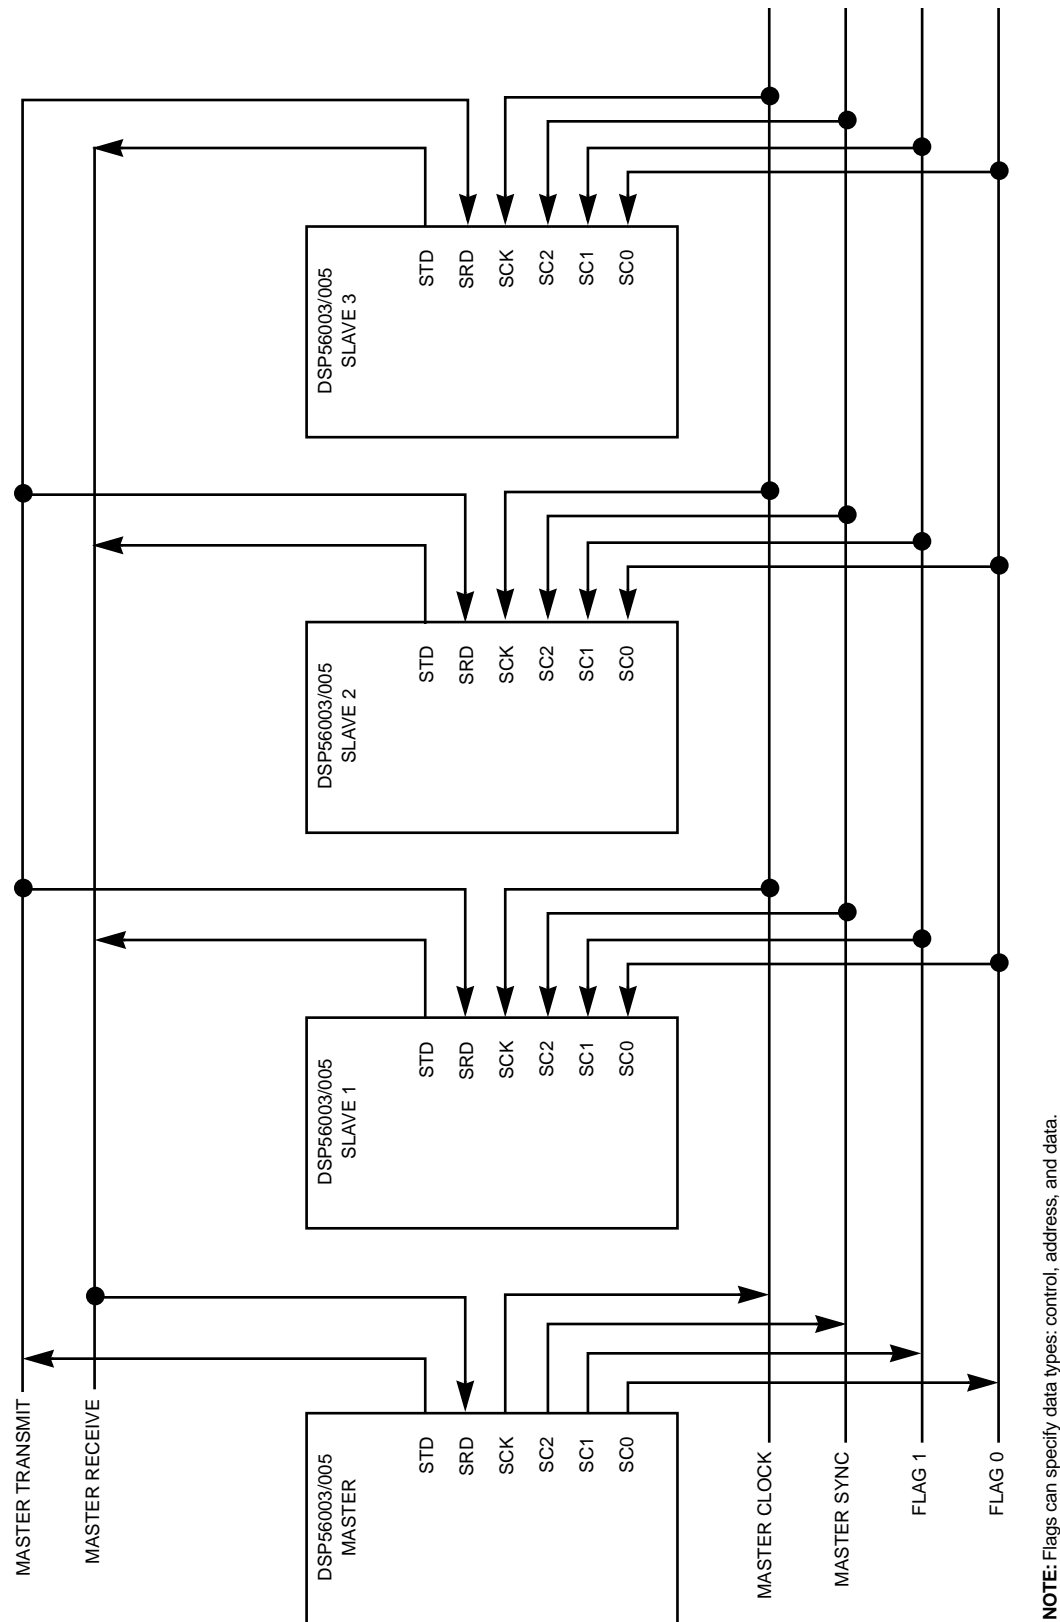 MASTER TRANSMIT
MASTER RECEIVE
DSP56003/005
MASTER
STD
SRD
SCK
SC2
SC1
SC0
DSP56003/005
SLAVE 1
STD
SRD
SCK
SC2
SC1
SC0
DSP56003/005
SLAVE 2
STD
SRD
SCK
SC2
SC1
SC0
DSP56003/005
SLAVE 3
STD
SRD
SCK
SC2
SC1
SC0
MASTER CLOCK
MASTER SYNC
FLAG 1
FLAG 0
NOTE: Flags can specify data types: control, address, and data.